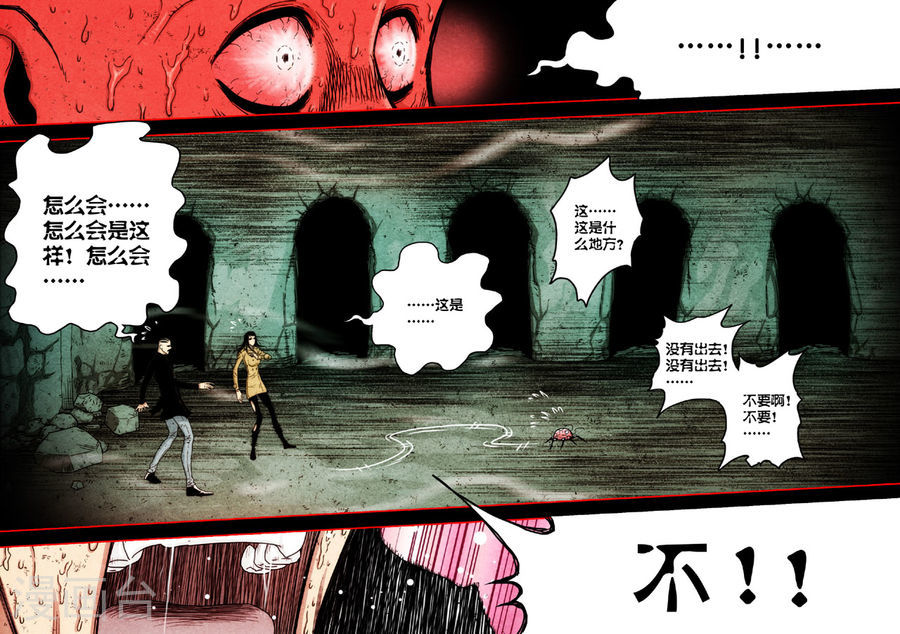 ……!!……
怎么会……
怎么会是这
样！怎么会
……
……这是
……
这……
这是什
么地方？
没有出去！
没有出去！
……
不要啊！
不要！
……
不！！
漫画台